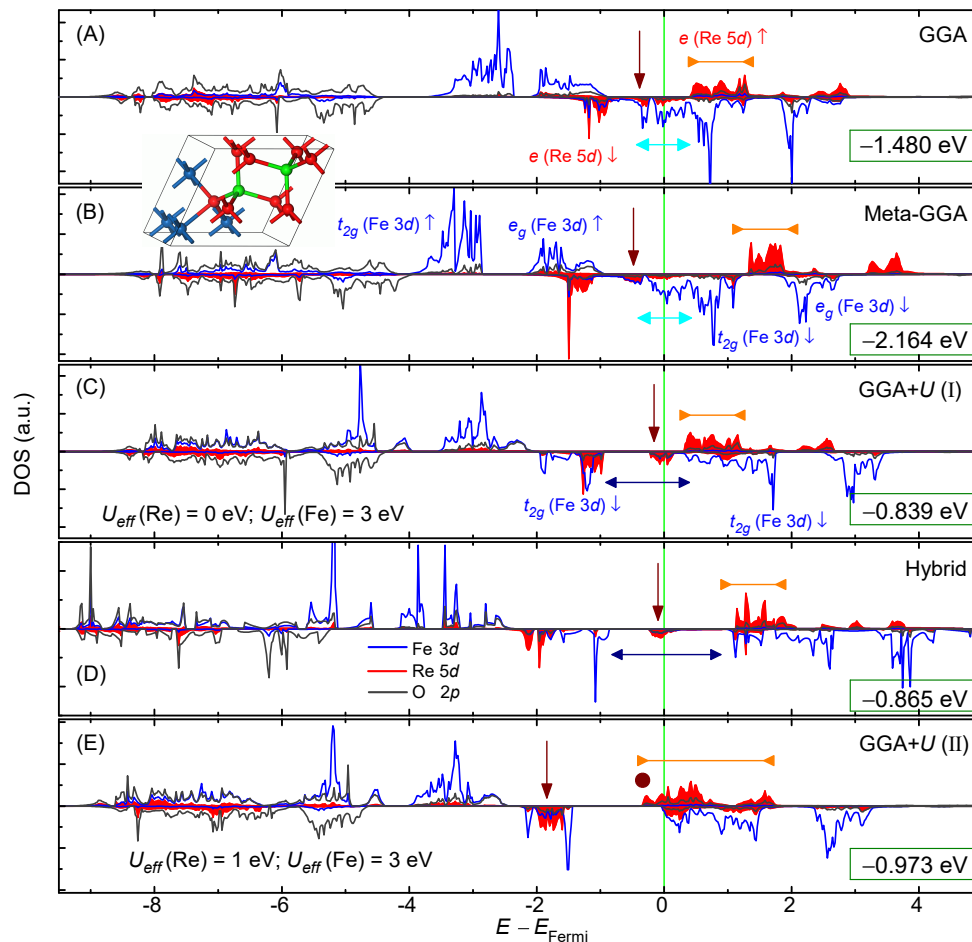 (A)
GGA
e (Re 5d) ↑
e (Re 5d) ↓
−1.480 eV
(B)
Meta-GGA
t2g (Fe 3d) ↑
eg (Fe 3d) ↑
eg (Fe 3d) ↓
t2g (Fe 3d) ↓
−2.164 eV
(C)
GGA+U (I)
t2g (Fe 3d) ↓
t2g (Fe 3d) ↓
Ueff (Re) = 0 eV; Ueff (Fe) = 3 eV
−0.839 eV
Hybrid
Fe 3d
Re 5d
O 2p
(D)
−0.865 eV
(E)
GGA+U (II)
Ueff (Re) = 1 eV; Ueff (Fe) = 3 eV
−0.973 eV
DOS (a.u.)
-8 -6 -4 -2 0 2 4
E − EFermi